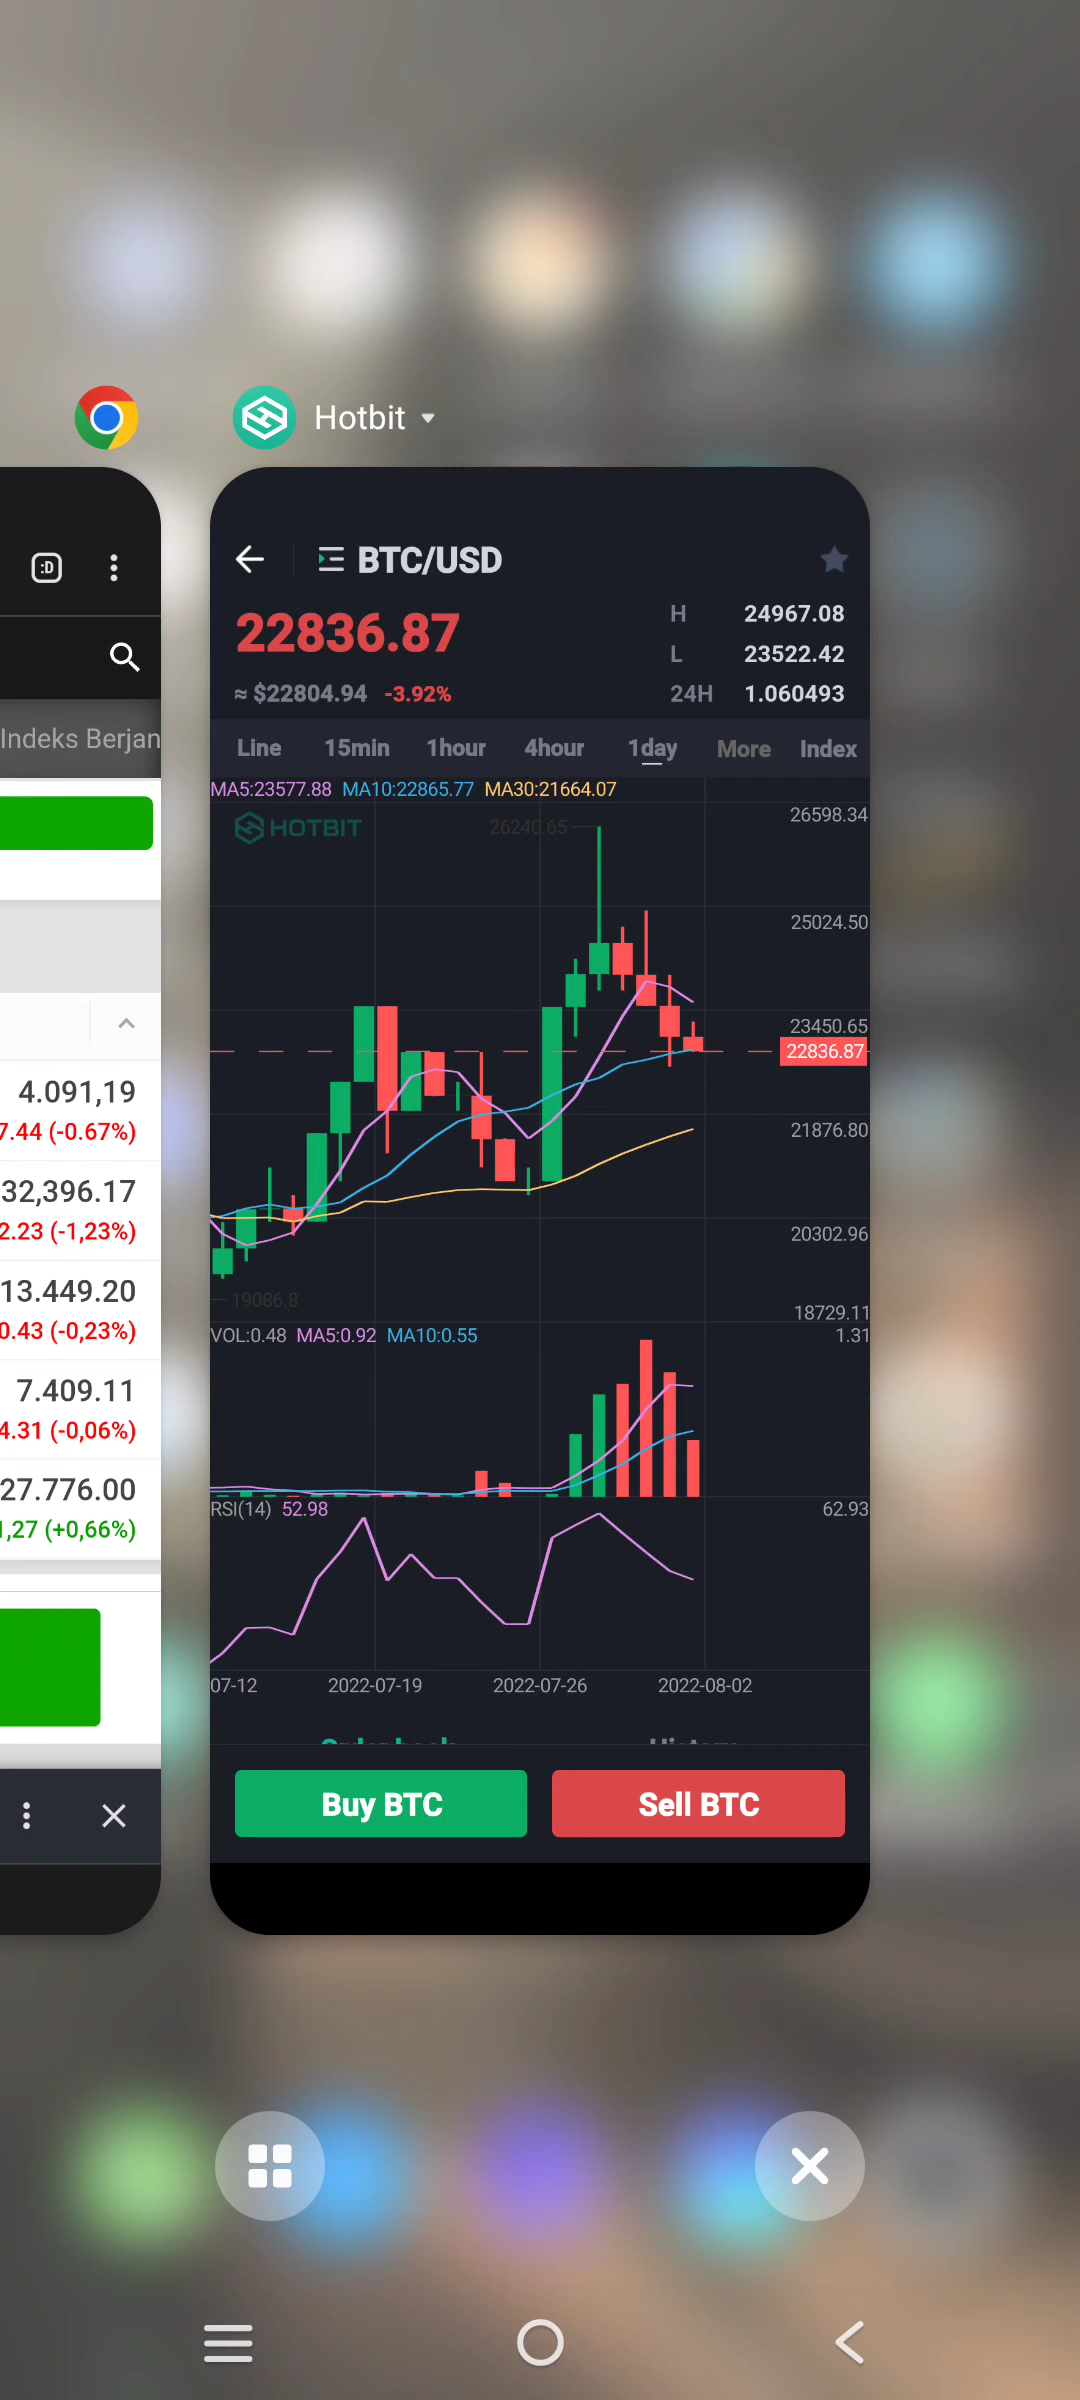 Hotbit
:D
Indeks Berjan
4.091,19
7.44 (-0.67%)
32,396.17
2.23 (-1,23%)
13.449.20
0.43 (-0,23%)
7.409.11
4.31 (-0,06%)
27.776.00
1,27 (+0,66%)
BTC/USD
22836.87
≈ $22804.94 -3.92%
H 24967.08
L 23522.42
24H 1.060493
Line 15min 1hour 4hour 1day More Index
MA5:23577.88 MA10:22865.77 MA30:21664.07
26598.34
HOTBIT
26240.65
25024.50
23450.65
22836.87
21876.80
20302.96
19086.8
18729.11
VOL:0.48 MA5:0.92 MA10:0.55
1.31
RSI(14) 52.98
62.93
07-12 2022-07-19 2022-07-26 2022-08-02
Order book History
Buy BTC Sell BTC